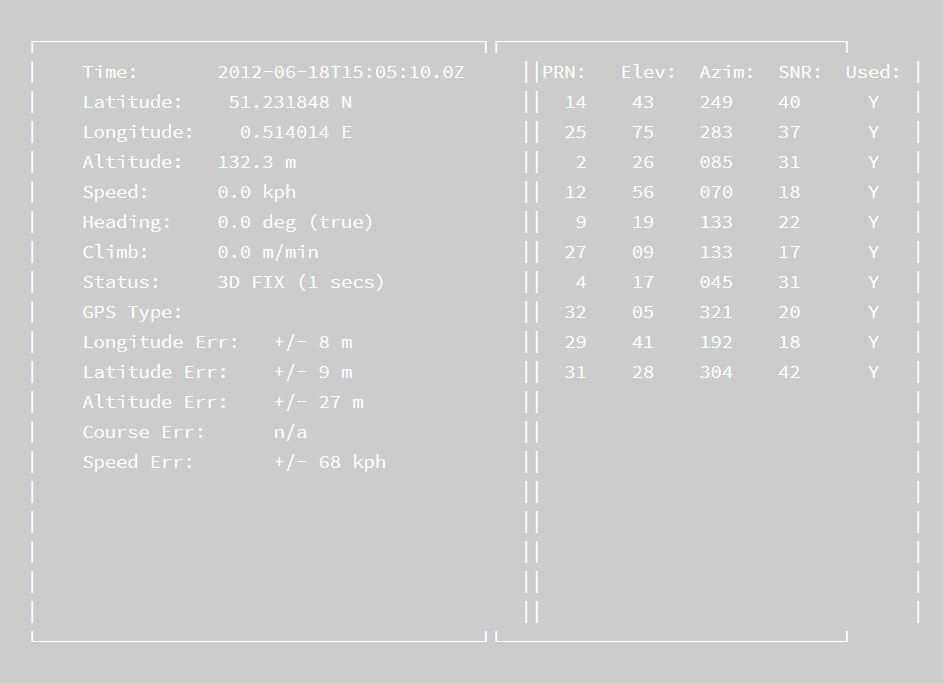 Time: 2012-06-18T15:05:10.0Z ||PRN: Elev: Azim: SNR: Used: |
| Latitude: 51.231848 N || 14 43 249 40 Y |
| Longitude: 0.514014 E || 25 75 283 37 Y |
| Altitude: 132.3 m || 2 26 085 31 Y |
| Speed: 0.0 kph || 12 56 070 18 Y |
| Heading: 0.0 deg (true) || 9 19 133 22 Y |
| Climb: 0.0 m/min || 27 09 133 17 Y |
| Status: 3D FIX (1 secs) || 4 17 045 31 Y |
| GPS Type: || 32 05 321 20 Y |
| Longitude Err: +/- 8 m || 29 41 192 18 Y |
| Latitude Err: +/- 9 m || 31 28 304 42 Y |
| Altitude Err: +/- 27 m || |
| Course Err: n/a || |
| Speed Err: +/- 68 kph || |